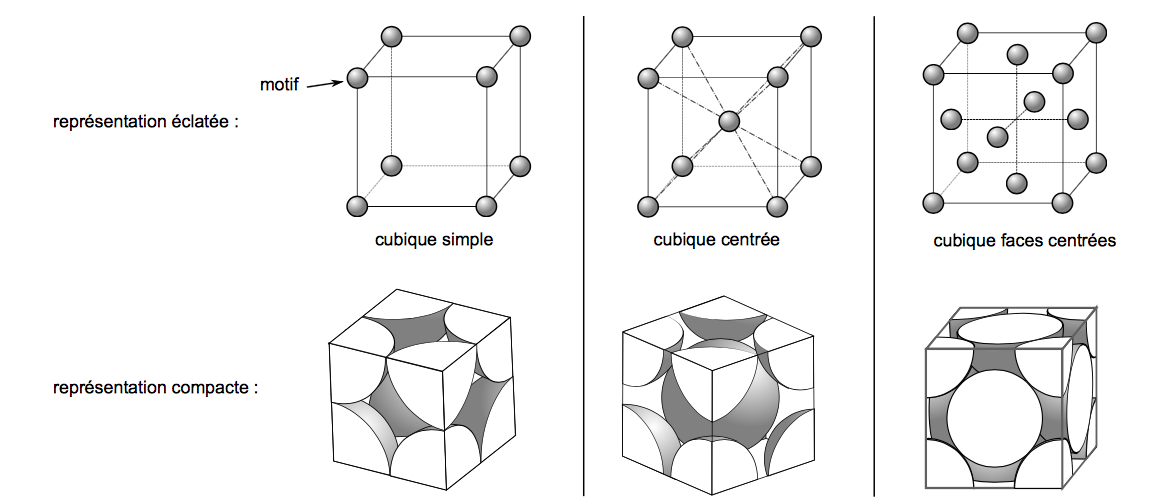 motif
représentation éclatée :
cubique simple
cubique centrée
cubique faces centrées
représentation compacte :